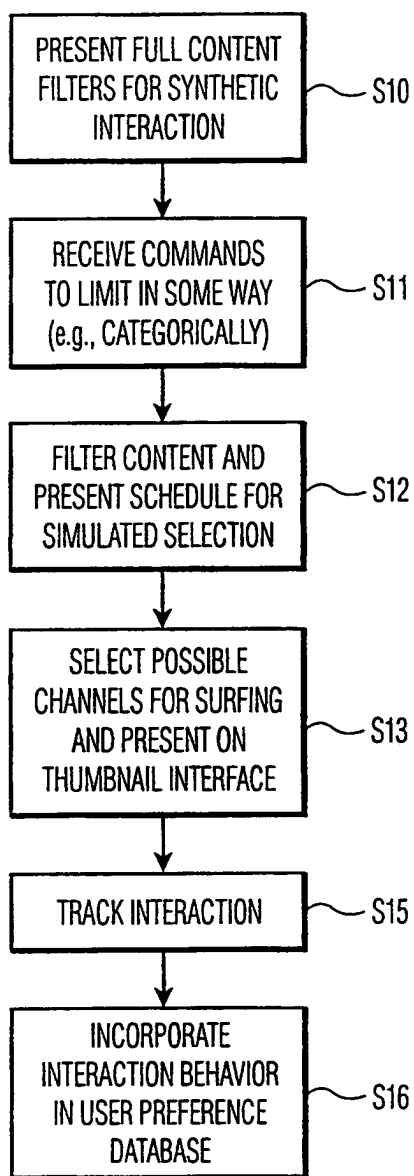 PRESENT FULL CONTENT
FILTERS FOR SYNTHETIC
INTERACTION
S10
RECEIVE COMMANDS
TO LIMIT IN SOME WAY
(e.g., CATEGORICALLY)
S11
FILTER CONTENT AND
PRESENT SCHEDULE FOR
SIMULATED SELECTION
S12
SELECT POSSIBLE
CHANNELS FOR SURFING
AND PRESENT ON
THUMBNAIL INTERFACE
S13
TRACK INTERACTION
S15
INCORPORATE
INTERACTION BEHAVIOR
IN USER PREFERENCE
DATABASE
S16